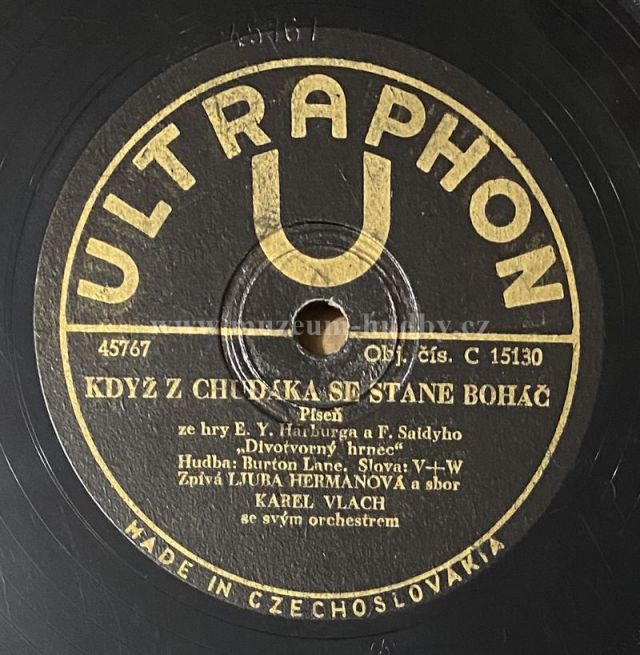 45767
ULTRAPHON
U
www.muzeum-hudby.cz
45767
Obj. čís. C 15130
KDYŽ Z CHUDÁKA SE STANE BOHÁČ
Píseň
ze hry E. Y. Harburga a F. Saidyho
„Divotvorný hrnec“
Hudba: Burton Lane. Slova: V+W
Zpívá LJUBA HERMANOVÁ a sbor
KAREL VLACH
se svým orchestrem
MADE IN CZECHOSLOVAKIA